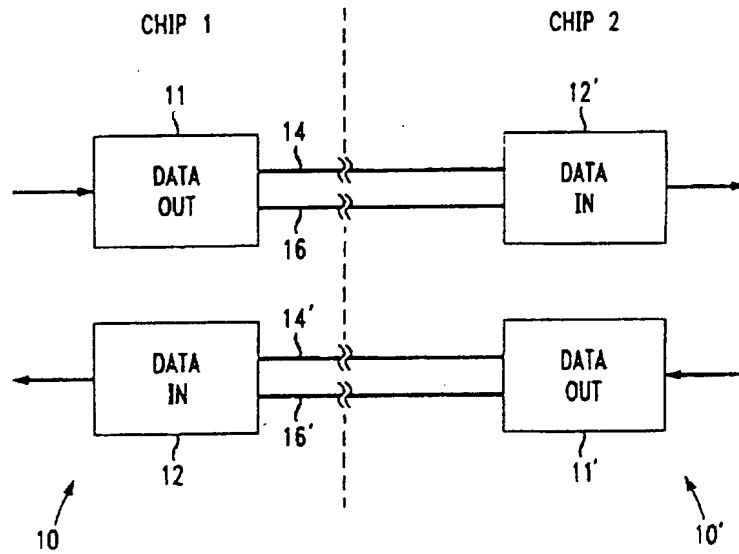 CHIP 1
CHIP 2
11
12'
14
DATA
OUT
DATA
IN
16
14'
DATA
IN
DATA
OUT
16'
12
11'
10
10'